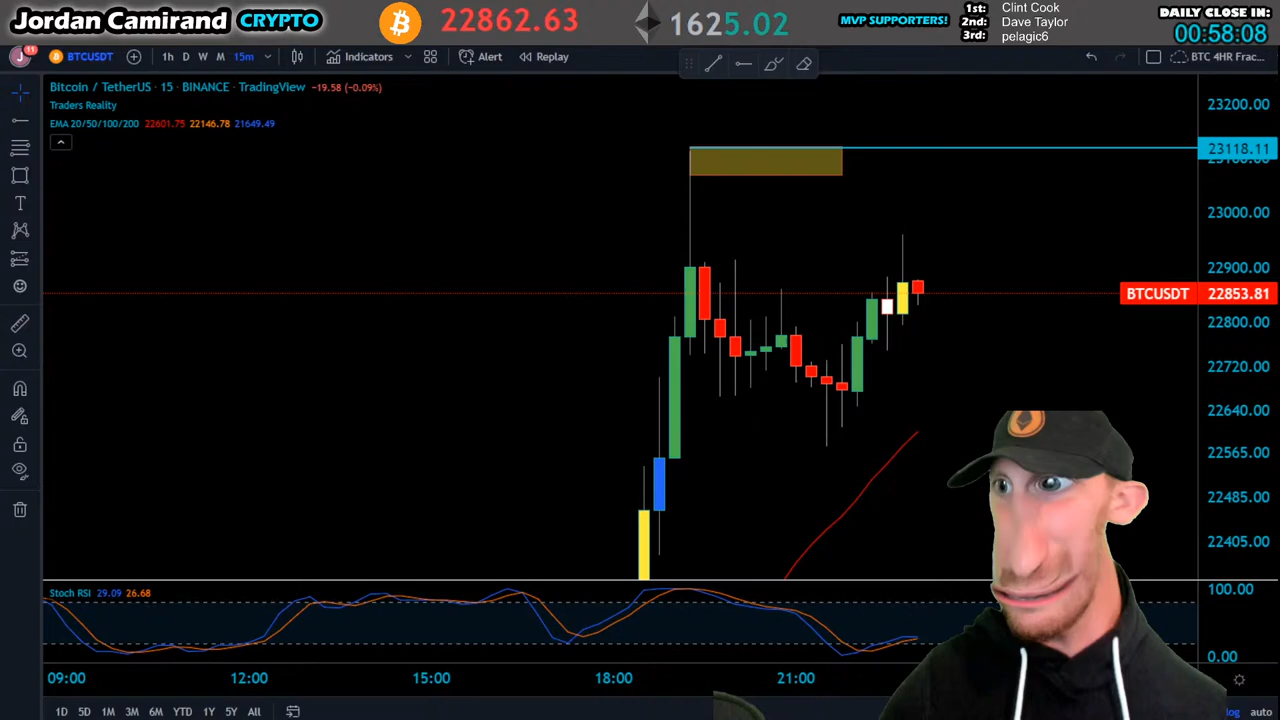 Jordan Camirand CRYPTO
22862.63
1625.02
MVP SUPPORTERS!
1st: Clint Cook
2nd: Dave Taylor
3rd: pelagic6
DAILY CLOSE IN:
00:58:08
J 11
BTCUSDT
1h D W M 15m
Indicators
Alert
Replay
BTC 4HR Frac...
Bitcoin / TetherUS · 15 · BINANCE · TradingView −19.58 (−0.09%)
Traders Reality
EMA 20/50/100/200 22601.75 22146.78 21649.49
23200.00
23118.11
23100.00
23000.00
22900.00
BTCUSDT 22853.81
22800.00
22720.00
22640.00
22565.00
22485.00
22405.00
Stoch RSI 29.09 26.68
100.00
0.00
09:00 12:00 15:00 18:00 21:00
1D 5D 1M 3M 6M YTD 1Y 5Y All
log auto